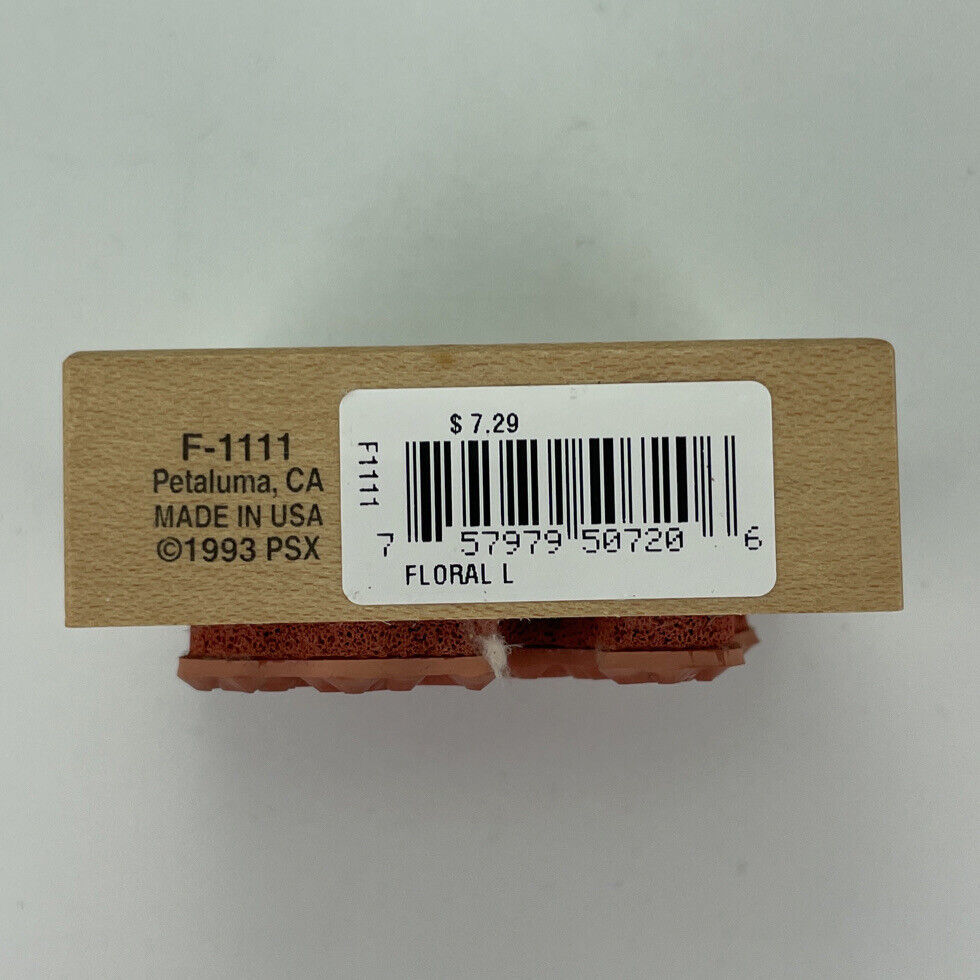 F-1111
Petaluma, CA
MADE IN USA
©1993 PSX
$ 7.29
F1111
7 57979 50720 6
FLORAL L